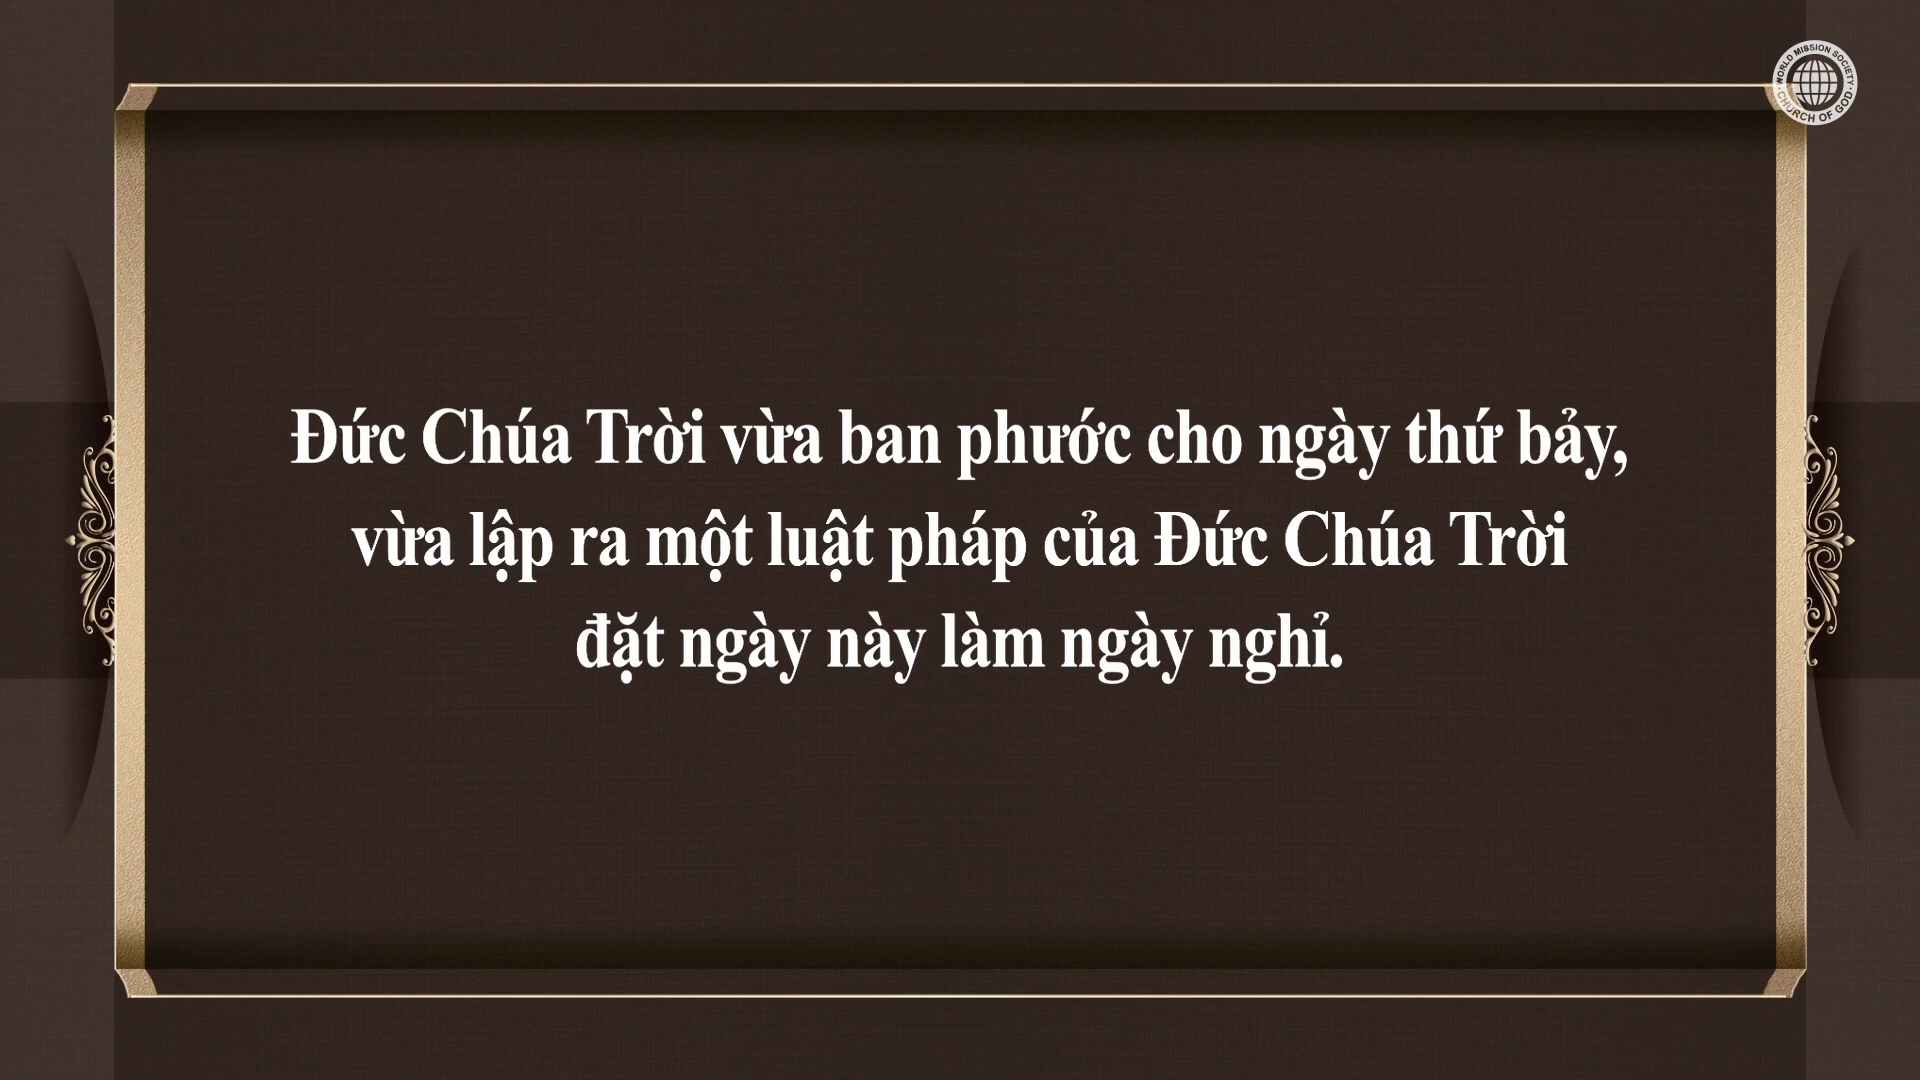 WORLD MISSION SOCIETY CHURCH OF GOD
Đức Chúa Trời vừa ban phước cho ngày thứ bảy,
vừa lập ra một luật pháp của Đức Chúa Trời
đặt ngày này làm ngày nghỉ.